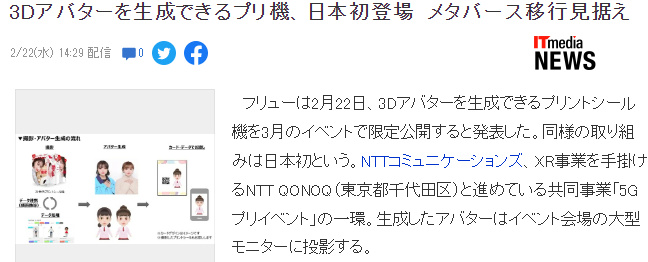 3Dアバターを生成できるプリ機、日本初登場　メタバース移行見据え
2/22(水) 14:29 配信
0
ITmedia
NEWS
▼撮影・アバター生成の流れ
撮影
アバター生成
カード・データで出力
フリューは2月22日、3Dアバターを生成できるプリントシール
機を3月のイベントで限定公開すると発表した。同様の取り組
みは日本初という。NTTコミュニケーションズ、XR事業を手掛け
るNTT QONOQ（東京都千代田区）と進めている共同事業「5G
プリイベント」の一環。生成したアバターはイベント会場の大型
モニターに投影する。